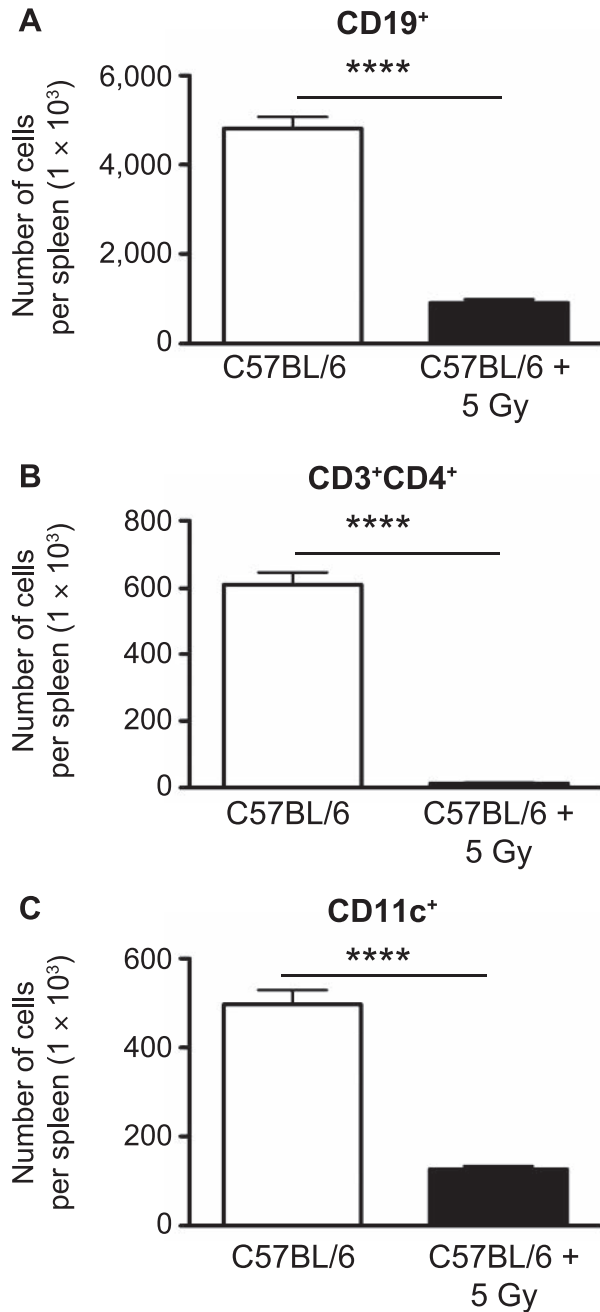 A
CD19⁺
****
Number of cells
per spleen (1 × 10³)
6,000
4,000
2,000
0
C57BL/6
C57BL/6 +
5 Gy
B
CD3⁺CD4⁺
****
Number of cells
per spleen (1 × 10³)
800
600
400
200
0
C57BL/6
C57BL/6 +
5 Gy
C
CD11c⁺
****
Number of cells
per spleen (1 × 10³)
600
400
200
0
C57BL/6
C57BL/6 +
5 Gy